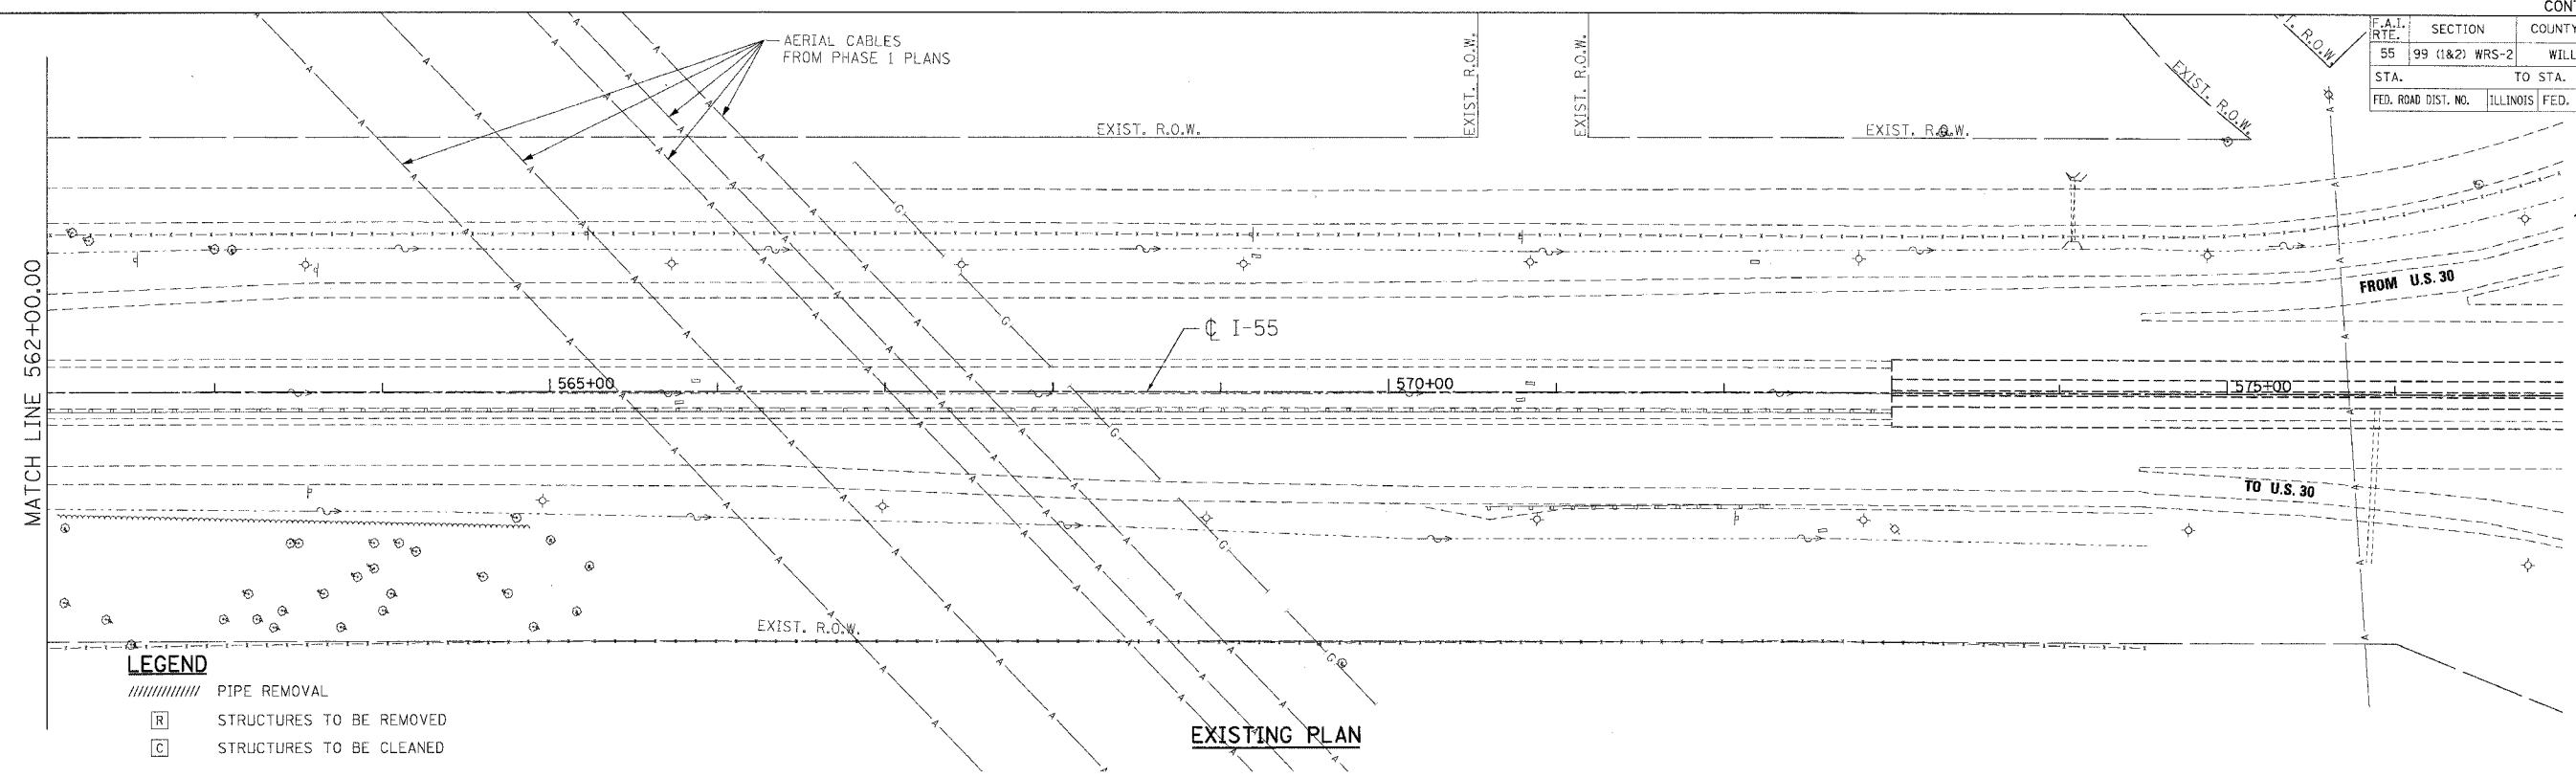 CONT
F.A.I. RTE. SECTION COUNTY
55 99 (1&2) WRS-2 WILL
STA. TO STA.
FED. ROAD DIST. NO. ILLINOIS FED.
AERIAL CABLES
FROM PHASE I PLANS
EXIST. R.O.W.
EXIST. R.O.W.
EXIST. R.O.W.
EXIST. R.O.W.
EXIST. R.O.W.
T. R.O.W.
FROM U.S. 30
℄ I-55
MATCH LINE 562+00.00
565+00
570+00
575+00
TO U.S. 30
EXIST. R.O.W.
LEGEND
PIPE REMOVAL
R STRUCTURES TO BE REMOVED
C STRUCTURES TO BE CLEANED
EXISTING PLAN